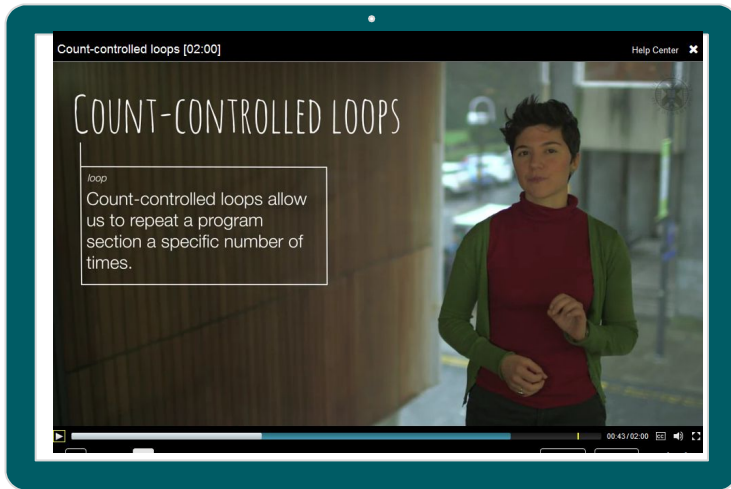 Count-controlled loops [02:00]
Help Center
COUNT-CONTROLLED LOOPS
loop
Count-controlled loops allow
us to repeat a program
section a specific number of
times.
00:43/02:00
CC